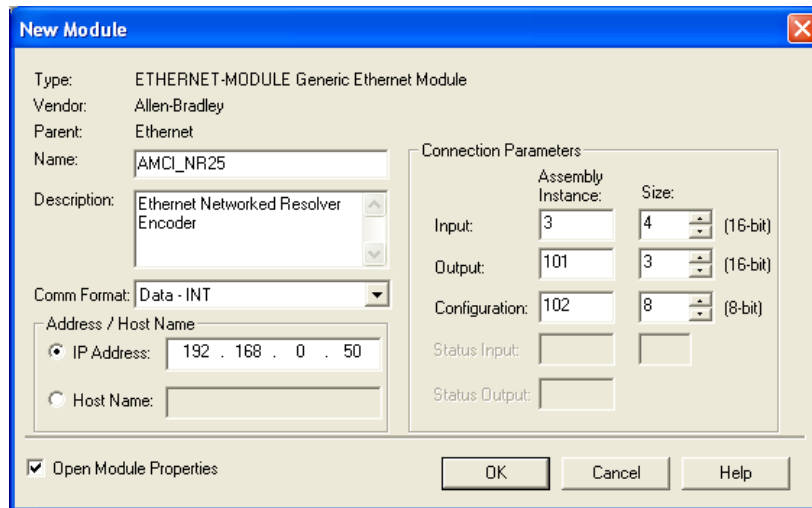 New Module
Type: ETHERNET-MODULE Generic Ethernet Module
Vendor: Allen-Bradley
Parent: Ethernet
Name: AMCI_NR25
Description: Ethernet Networked Resolver
Encoder
Comm Format: Data - INT
Address / Host Name
IP Address: 192 . 168 . 0 . 50
Host Name:
Connection Parameters
Assembly
Instance: Size:
Input: 3 4 (16-bit)
Output: 101 3 (16-bit)
Configuration: 102 8 (8-bit)
Status Input:
Status Output:
Open Module Properties
OK Cancel Help